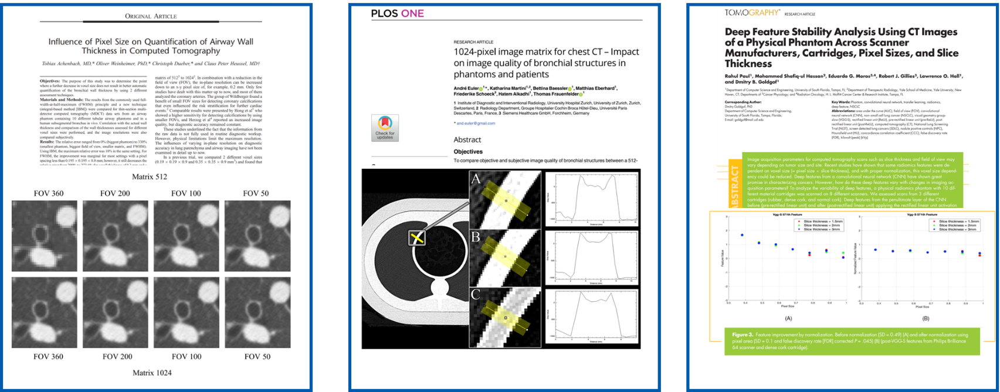 ORIGINAL ARTICLE
Influence of Pixel Size on Quantification of Airway Wall
Thickness in Computed Tomography
Tobias Achenbach, MD,* Oliver Weinheimer, PhD,* Christoph Dueber,* and Claus Peter Heussel, MD†
Objectives: The purpose of this study was to determine the point
where a further decrease in voxel size does not result in better automatic
quantification of the bronchial wall thickness by using 2 different
assessment techniques.
Materials and Methods: The results from the commonly used full-
width-at-half-maximum (FWHM) principle and a new technique
(integral-based method [IBM]) were compared for thin-section multi-
detector computed tomography (MDCT) data sets from an airway
phantom containing 10 different tubular airway phantoms and in a
human subsegmental bronchus in vivo. Correlation with the actual wall
thickness and comparison of the wall thicknesses assessed for different
voxel sizes were performed, and the image resolutions were also
compared subjectively.
Results: The relative error ranged from 0% (biggest phantom) to 330%
(smallest phantom, biggest field of view, smaller matrix, and FWHM).
Using IBM, the maximum relative error was 10% in the same setting. For
FWHM, the improvement was marginal for most settings with a pixel
spacing less than 0.195 × 0.195 × 0.8 mm; however, it still decreases the
matrix of 512² to 1024². In combination with a reduction in the
field of view (FOV), the in-plane resolution can be increased
down to an x-y pixel size of, for example, 0.2 mm. Only few
studies have dealt with this matter up to now, and most of them
analyzed the coronary arteries. The group of Wildberger found a
benefit of small FOV sizes for detecting coronary calcifications
that even influenced the risk stratification for further cardiac
events.² Comparable results were presented by Hong et al³ who
showed a higher sensitivity for detecting calcifications by using
smaller FOVs, and Herzog et al⁴ reported an increased image
quality, but diagnostic accuracy remained constant.
These studies underlined the fact that the information from
the raw data is not fully used in routine diagnostic workup.
However, physical limitations limit the maximum resolution.
The influences of varying in-plane resolution on diagnostic
accuracy in lung parenchyma and airway imaging have not been
examined in detail up to now.
In a previous trial, we compared 2 different voxel sizes
(0.19 × 0.19 × 0.9 and 0.35 × 0.35 × 0.9 mm³) and found that
Matrix 512
FOV 360 FOV 200 FOV 100 FOV 50
FOV 360 FOV 200 FOV 100 FOV 50
Matrix 1024
PLOS ONE
RESEARCH ARTICLE
1024-pixel image matrix for chest CT – Impact
on image quality of bronchial structures in
phantoms and patients
André Euler¹*, Katharina Martini¹,², Bettina Baessler¹, Matthias Eberhard¹,
Friederike Schoeck³, Hatem Alkadhi¹, Thomas Frauenfelder¹
1 Institute of Diagnostic and Interventional Radiology, University Hospital Zurich, University of Zurich, Zurich,
Switzerland, 2 Radiology Department, Groupe Hospitalier Cochin Broca Hôtel-Dieu, Université Paris
Descartes, Paris, France, 3 Siemens Healthcare GmbH, Forchheim, Germany
* and.euler@gmail.com
Check for
updates
Abstract
Objectives
To compare objective and subjective image quality of bronchial structures between a 512-
A
B
C
TOMOGRAPHY® RESEARCH ARTICLE
Deep Feature Stability Analysis Using CT Images
of a Physical Phantom Across Scanner
Manufacturers, Cartridges, Pixel Sizes, and Slice
Thickness
Rahul Paul¹, Mohammed Shafiq-ul Hassan², Eduardo G. Moros³,⁴, Robert J. Gillies³, Lawrence O. Hall¹,
and Dmitry B. Goldgof¹
¹Department of Computer Science and Engineering, University of South Florida, Tampa, FL; ²Department of Therapeutic Radiology, Yale School of Medicine, Yale University, New
Haven, CT; Departments of ³Cancer Physiology; and ⁴Radiation Oncology, H. L. Moffitt Cancer Center & Research Institute, Tampa, FL
Corresponding Author:
Dmitry Goldgof, PhD
Department of Computer Science and Engineering,
University of South Florida, Tampa, Florida;
E-mail: goldgof@mail.usf.edu
Key Words: Phantom, convolutional neural network, transfer learning, radiomics,
deep feature, NSCLC
Abbreviations: area under the curve (AUC), field of view (FOV), convolutional
neural network (CNN), non-small cell lung cancer (NSCLC), visual geometry group-
slow (VGG-S), rectified linear unit (ReLU), pre-rectified linear unit (pre-ReLU), post-
rectified linear unit (post-ReLU), computed tomography (CT), National Lung Screening
Trial (NLST), screen-detected lung cancers (SDLC), nodule positive controls (NPC),
Hounsfield unit (HU), concordance correlation coefficient (CCC), false discovery rate
(FDR), kilovolt (peak) (kVp)
ABSTRACT
Image acquisition parameters for computed tomography scans such as slice thickness and field of view may
vary depending on tumor size and site. Recent studies have shown that some radiomics features were de-
pendent on voxel size (= pixel size × slice thickness), and with proper normalization, this voxel size depend-
ency could be reduced. Deep features from a convolutional neural network (CNN) have shown great
promise in characterizing cancers. However, how do these deep features vary with changes in imaging ac-
quisition parameters? To analyze the variability of deep features, a physical radiomics phantom with 10 dif-
ferent material cartridges was scanned on 8 different scanners. We assessed scans from 3 different
cartridges (rubber, dense cork, and normal cork). Deep features from the penultimate layer of the CNN
before (pre-rectified linear unit) and after (post-rectified linear unit) applying the rectified linear unit activation
Vgg-S 571th Feature
Slice thickness = 1.5mm
Slice thickness = 2mm
Slice thickness = 3mm
Feature Value
Pixel Size
(A)
Vgg-S 571th Feature
Slice thickness = 1.5mm
Slice thickness = 2mm
Slice thickness = 3mm
Normalized Feature Value
Pixel Size
(B)
Figure 3. Feature improvement by normalization. Before normalization [SD = 0.49] (A) and after normalization using
pixel area [SD = 0.1 and false discovery rate [FDR] corrected P = .045] (B) (post-VGG-S features from Philips Brilliance
64 scanner and dense cork cartridge).